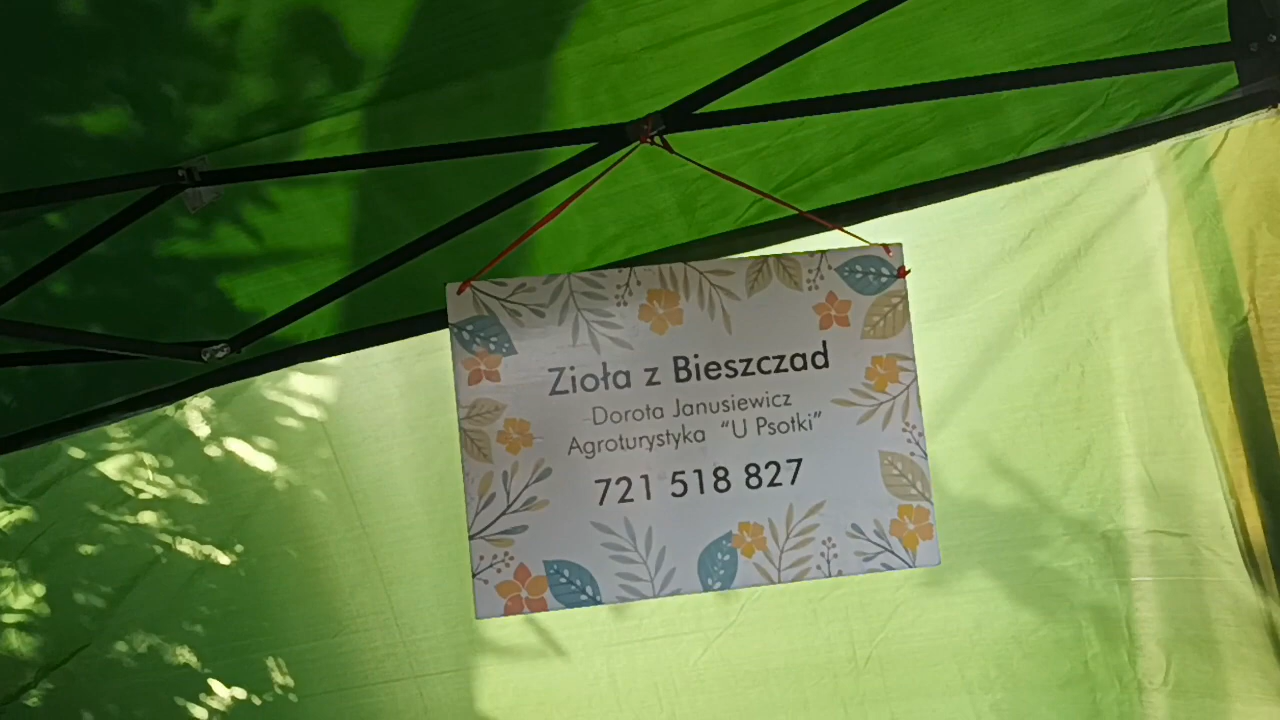 Zioła z Bieszczad
Dorota Janusiewicz
Agroturystyka "U Psotki"
721 518 827